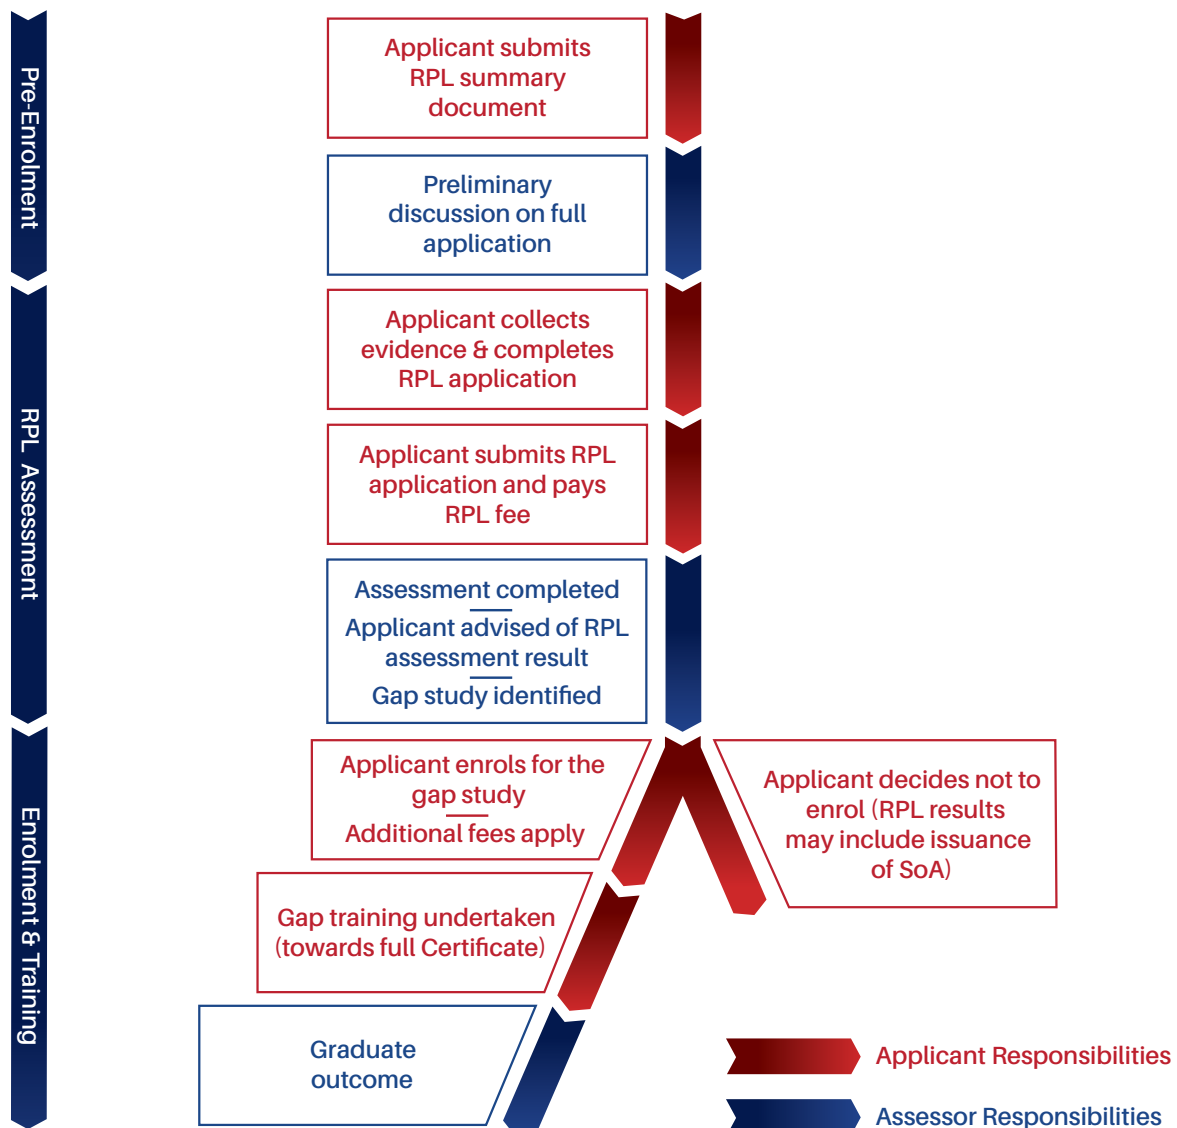 Pre-Enrolment
Applicant submits
RPL summary
document
Preliminary
discussion on full
application
RPL Assessment
Applicant collects
evidence & completes
RPL application
Applicant submits RPL
application and pays
RPL fee
Assessment completed
Applicant advised of RPL
assessment result
Gap study identified
Enrolment & Training
Applicant enrols for the
gap study
Additional fees apply
Applicant decides not to
enrol (RPL results
may include issuance
of SoA)
Gap training undertaken
(towards full Certificate)
Graduate
outcome
Applicant Responsibilities
Assessor Responsibilities